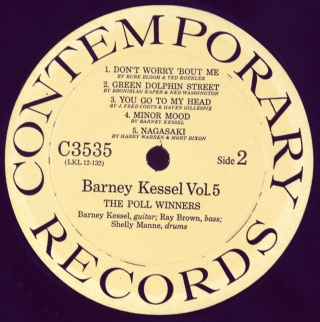 CONTEMPORARY
RECORDS
1. DON'T WORRY 'BOUT ME
BY RUBE BLOOM & TED KOEHLER
2. GREEN DOLPHIN STREET
BY BRONISLAU KAPER & NED WASHINGTON
3. YOU GO TO MY HEAD
BY J. FRED COOTS & HAVEN GILLESPIE
4. MINOR MOOD
BY BARNEY KESSEL
5. NAGASAKI
BY HARRY WARREN & MORT DIXON
C3535
(LKL 12-132)
Side 2
Barney Kessel Vol.5
THE POLL WINNERS
Barney Kessel, guitar; Ray Brown, bass;
Shelly Manne, drums